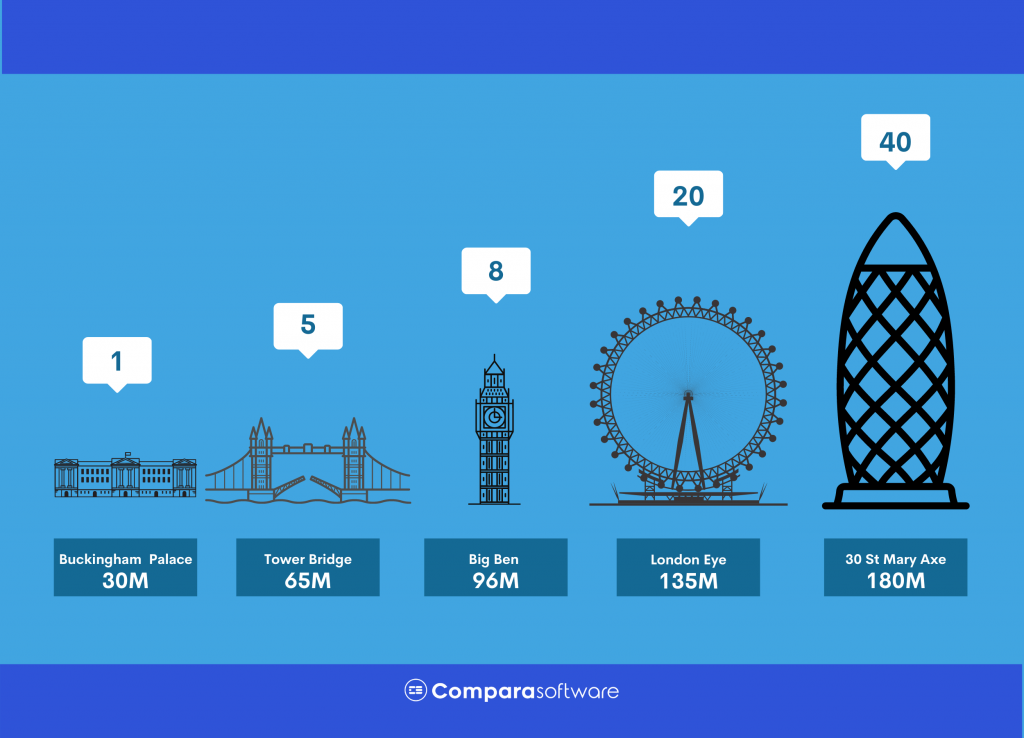 40
20
8
5
1
Buckingham Palace
30M
Tower Bridge
65M
Big Ben
96M
London Eye
135M
30 St Mary Axe
180M
Comparasoftware